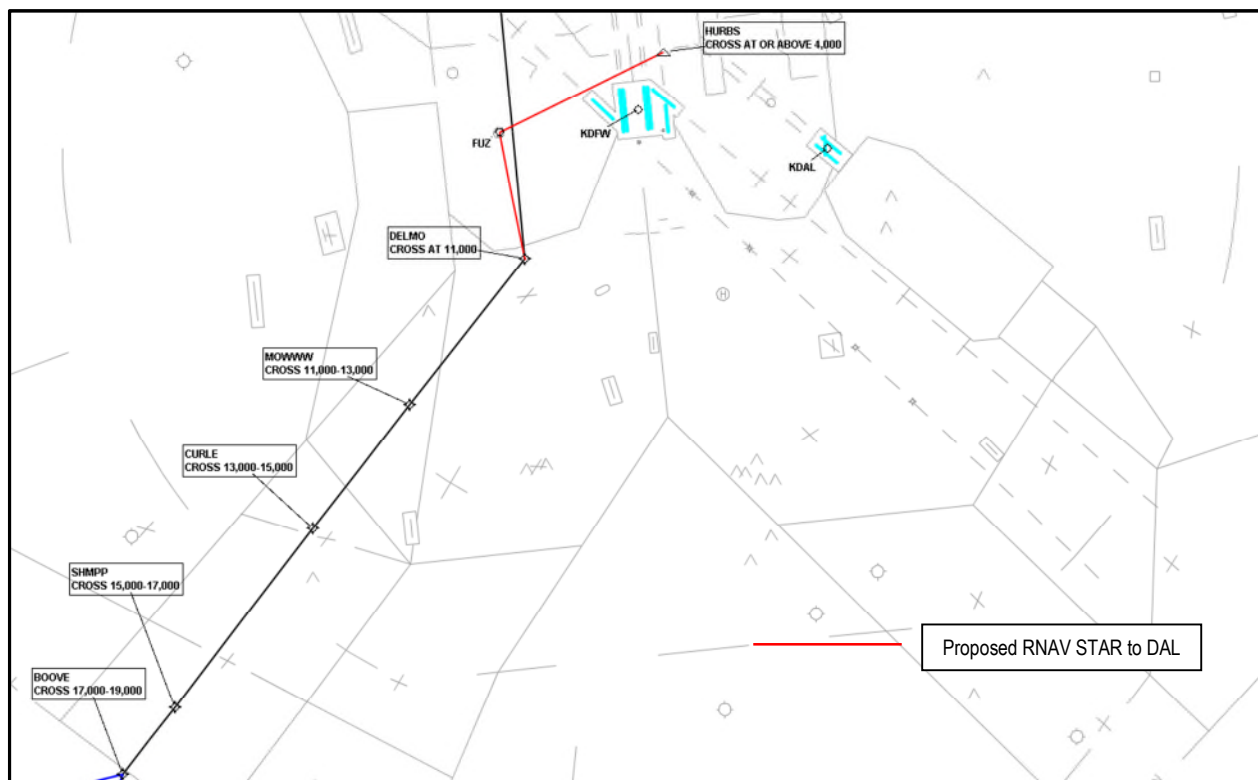 HURBS
CROSS AT OR ABOVE 4,000
KDFW
FUZ
KDAL
DELMO
CROSS AT 11,000
MOWWW
CROSS 11,000-13,000
CURLE
CROSS 13,000-15,000
SHMPP
CROSS 15,000-17,000
Proposed RNAV STAR to DAL
BOOVE
CROSS 17,000-19,000